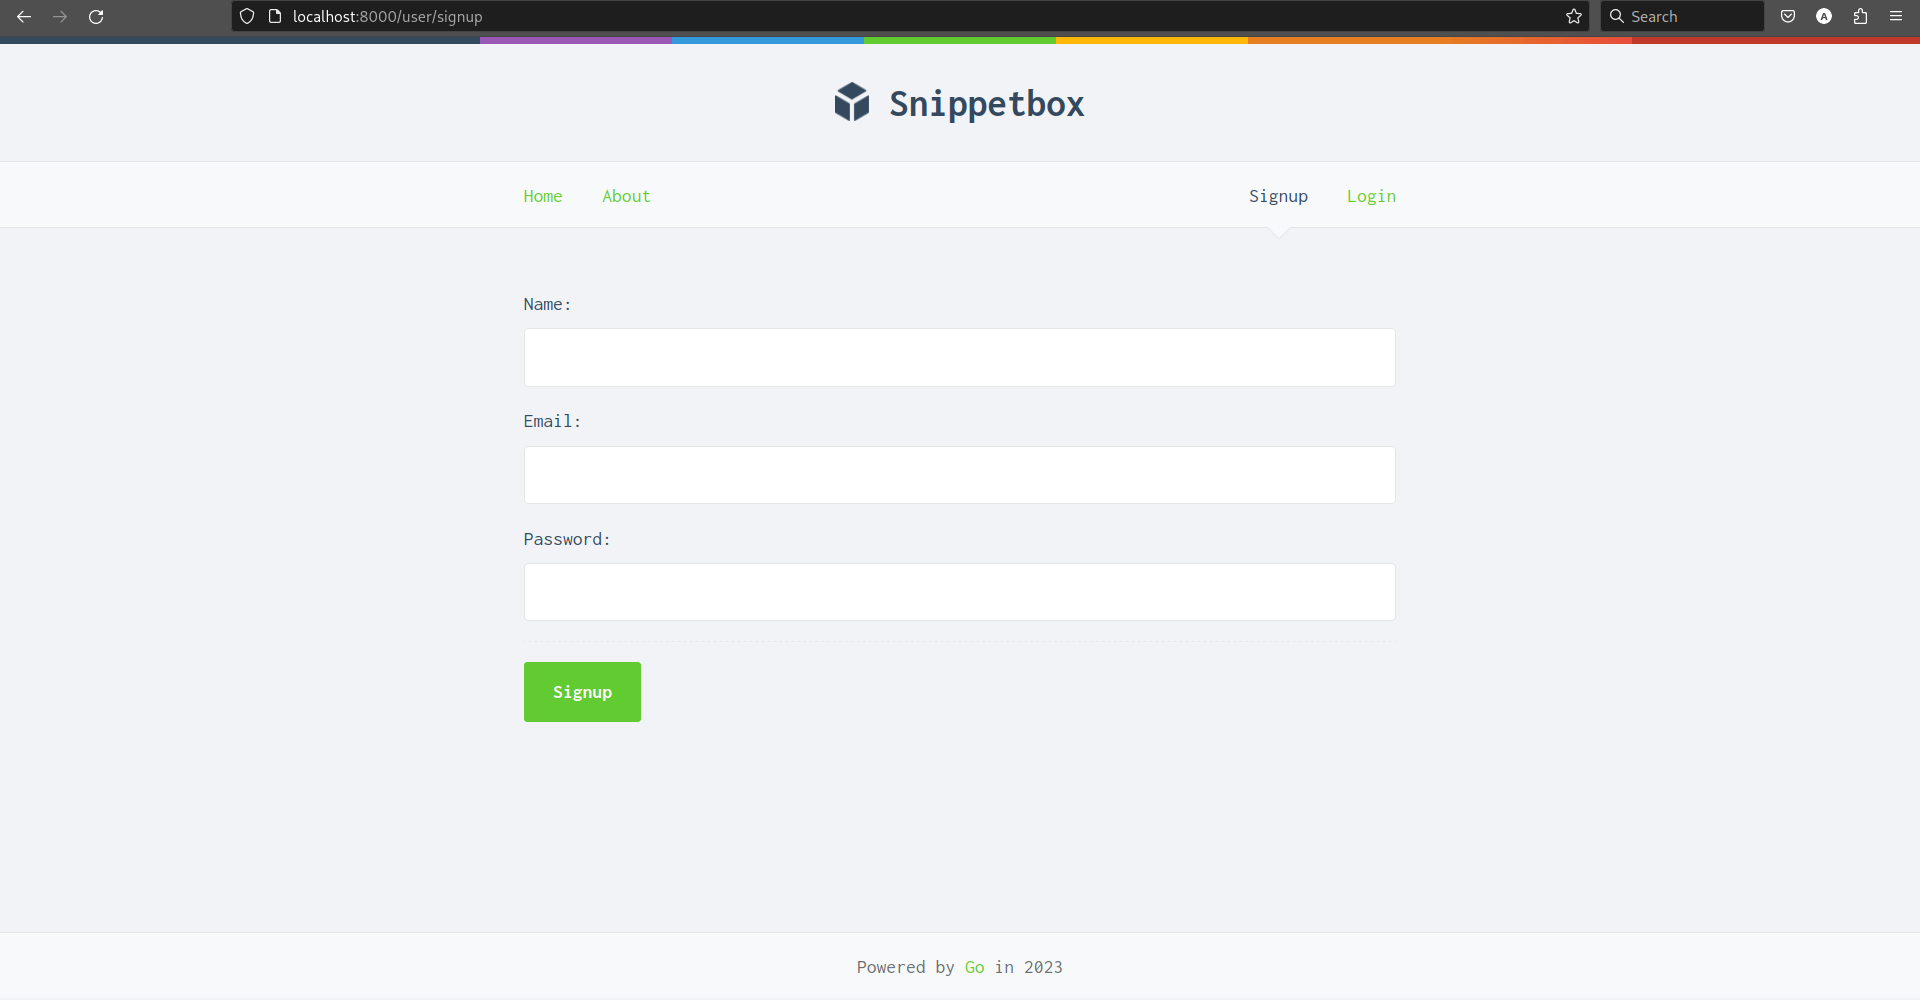 localhost:8000/user/signup
Search
A
Snippetbox
Home About Signup Login
Name:
Email:
Password:
Signup
Powered by Go in 2023